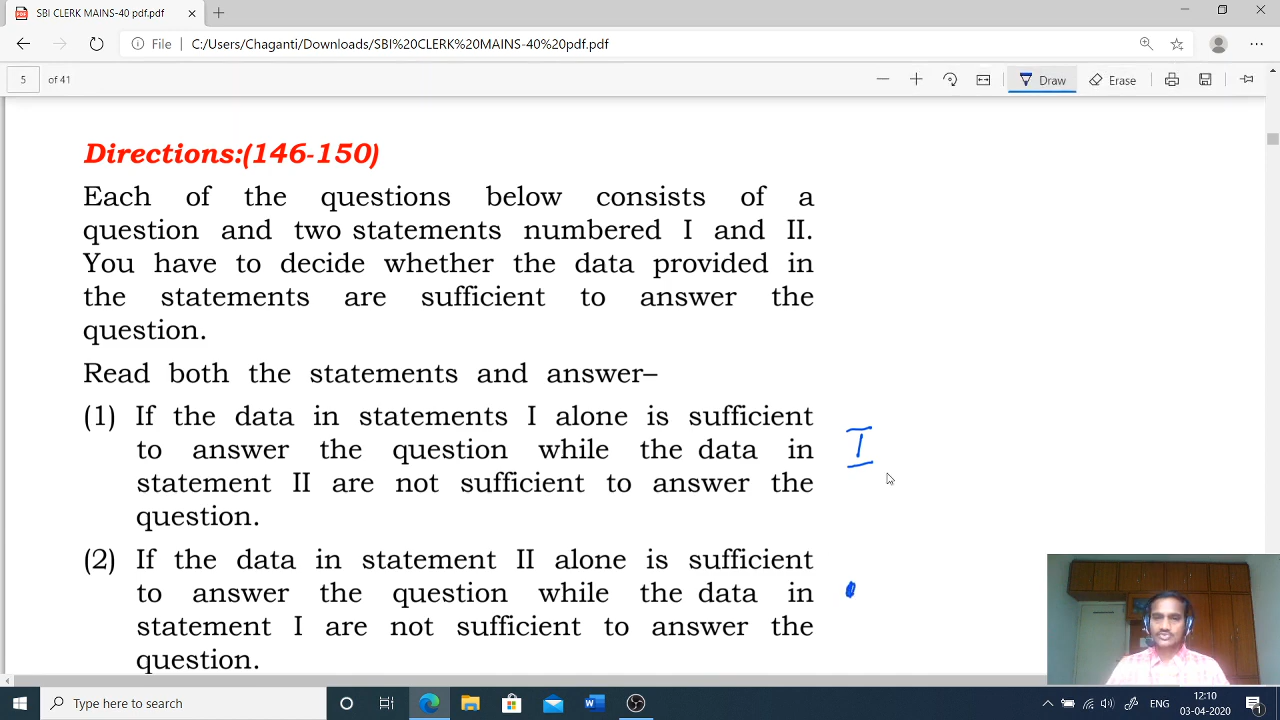 SBI CLERK MAINS-40 pdf.pdf
File C:/Users/Chaganti/Downloads/SBI%20CLERK%20MAINS-40%20pdf.pdf
5 of 41 Draw Erase
Directions:(146-150)
Each of the questions below consists of a
question and two statements numbered I and II.
You have to decide whether the data provided in
the statements are sufficient to answer the
question.
Read both the statements and answer–
(1) If the data in statements I alone is sufficient
to answer the question while the data in
statement II are not sufficient to answer the
question.
I
(2) If the data in statement II alone is sufficient
to answer the question while the data in
statement I are not sufficient to answer the
question.
Type here to search
ENG
12:10
03-04-2020